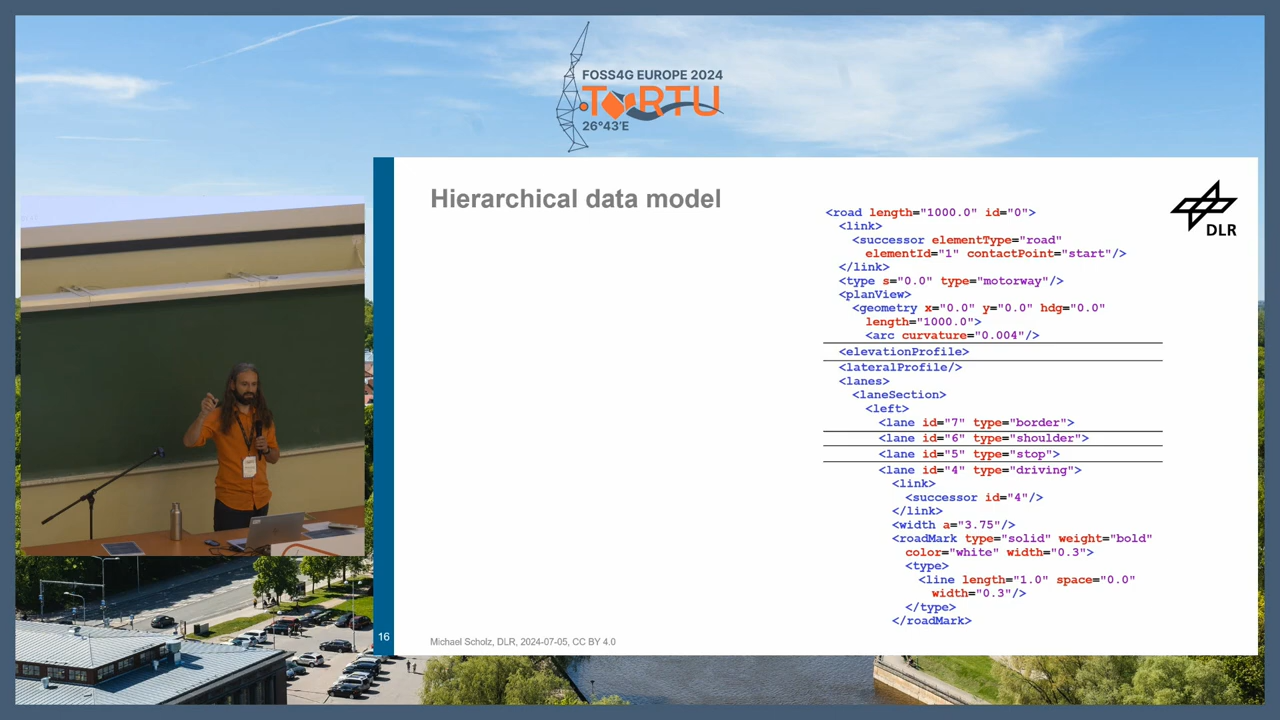 FOSS4G EUROPE 2024
TARTU
26°43'E
Hierarchical data model
DLR
<road length="1000.0" id="0">
<link>
<successor elementType="road"
elementId="1" contactPoint="start"/>
</link>
<type s="0.0" type="motorway"/>
<planView>
<geometry x="0.0" y="0.0" hdg="0.0"
length="1000.0">
<arc curvature="0.004"/>
<elevationProfile>
<lateralProfile/>
<lanes>
<laneSection>
<left>
<lane id="7" type="border">
<lane id="6" type="shoulder">
<lane id="5" type="stop">
<lane id="4" type="driving">
<link>
<successor id="4"/>
</link>
<width a="3.75"/>
<roadMark type="solid" weight="bold"
color="white" width="0.3">
<type>
<line length="1.0" space="0.0"
width="0.3"/>
</type>
</roadMark>
16
Michael Scholz, DLR, 2024-07-05, CC BY 4.0